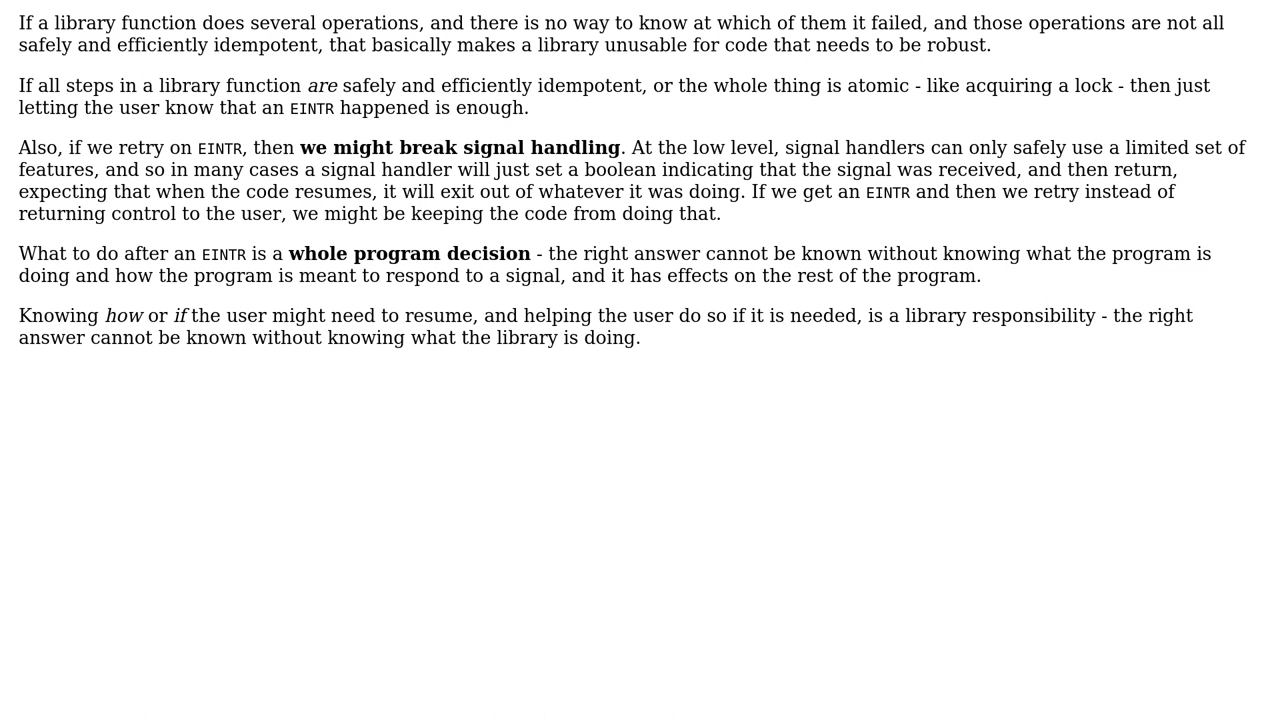 If a library function does several operations, and there is no way to know at which of them it failed, and those operations are not all
safely and efficiently idempotent, that basically makes a library unusable for code that needs to be robust.
If all steps in a library function are safely and efficiently idempotent, or the whole thing is atomic - like acquiring a lock - then just
letting the user know that an EINTR happened is enough.
Also, if we retry on EINTR, then we might break signal handling. At the low level, signal handlers can only safely use a limited set of
features, and so in many cases a signal handler will just set a boolean indicating that the signal was received, and then return,
expecting that when the code resumes, it will exit out of whatever it was doing. If we get an EINTR and then we retry instead of
returning control to the user, we might be keeping the code from doing that.
What to do after an EINTR is a whole program decision - the right answer cannot be known without knowing what the program is
doing and how the program is meant to respond to a signal, and it has effects on the rest of the program.
Knowing how or if the user might need to resume, and helping the user do so if it is needed, is a library responsibility - the right
answer cannot be known without knowing what the library is doing.